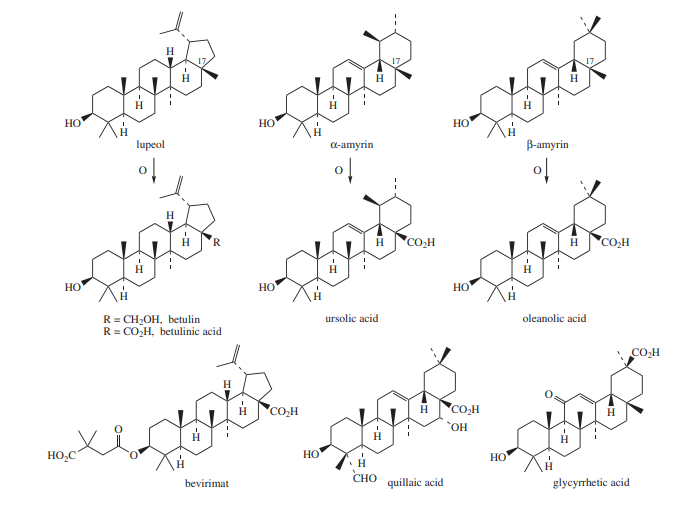 H
17
H
H
HO
H
lupeol
17
H
H
HO
H
α-amyrin
17
H
H
HO
H
β-amyrin
O
O
O
H
H
R
H
HO
H
R = CH₂OH, betulin
R = CO₂H, betulinic acid
H
CO₂H
H
HO
H
ursolic acid
H
CO₂H
H
HO
H
oleanolic acid
H
H
CO₂H
H
O
HO₂C
O
H
bevirimat
H
CO₂H
OH
H
HO
H
CHO
quillaic acid
CO₂H
O
H
H
HO
H
glycyrrhetic acid